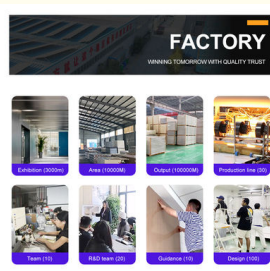 FACTORY
WINNING TOMORROW WITH QUALITY TRUST
Exhibition (3000m)
Area (10000M)
Output (100000M)
Production line (30)
Team (10)
R&D team (20)
Guidance (10)
Design (100)